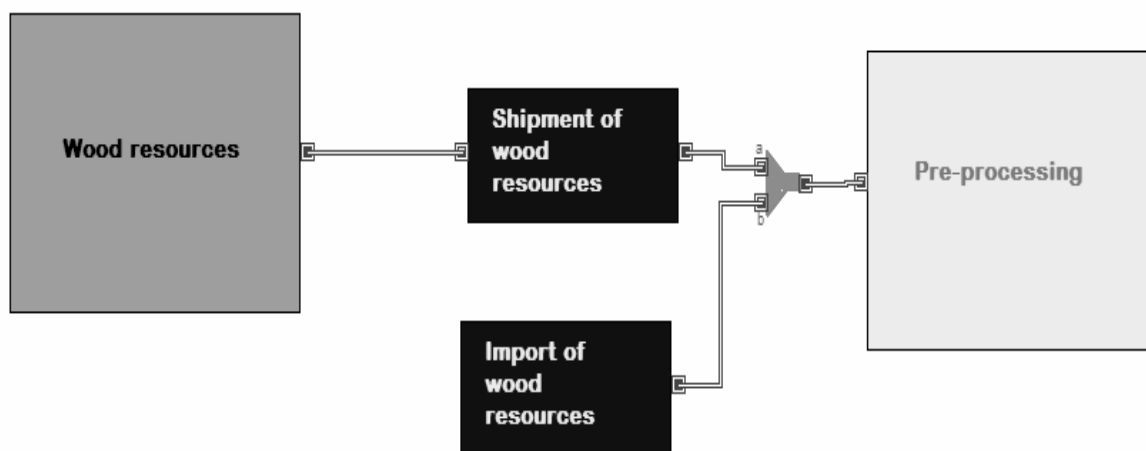 Wood resources
Shipment of
wood
resources
a
b
Pre-processing
Import of
wood
resources